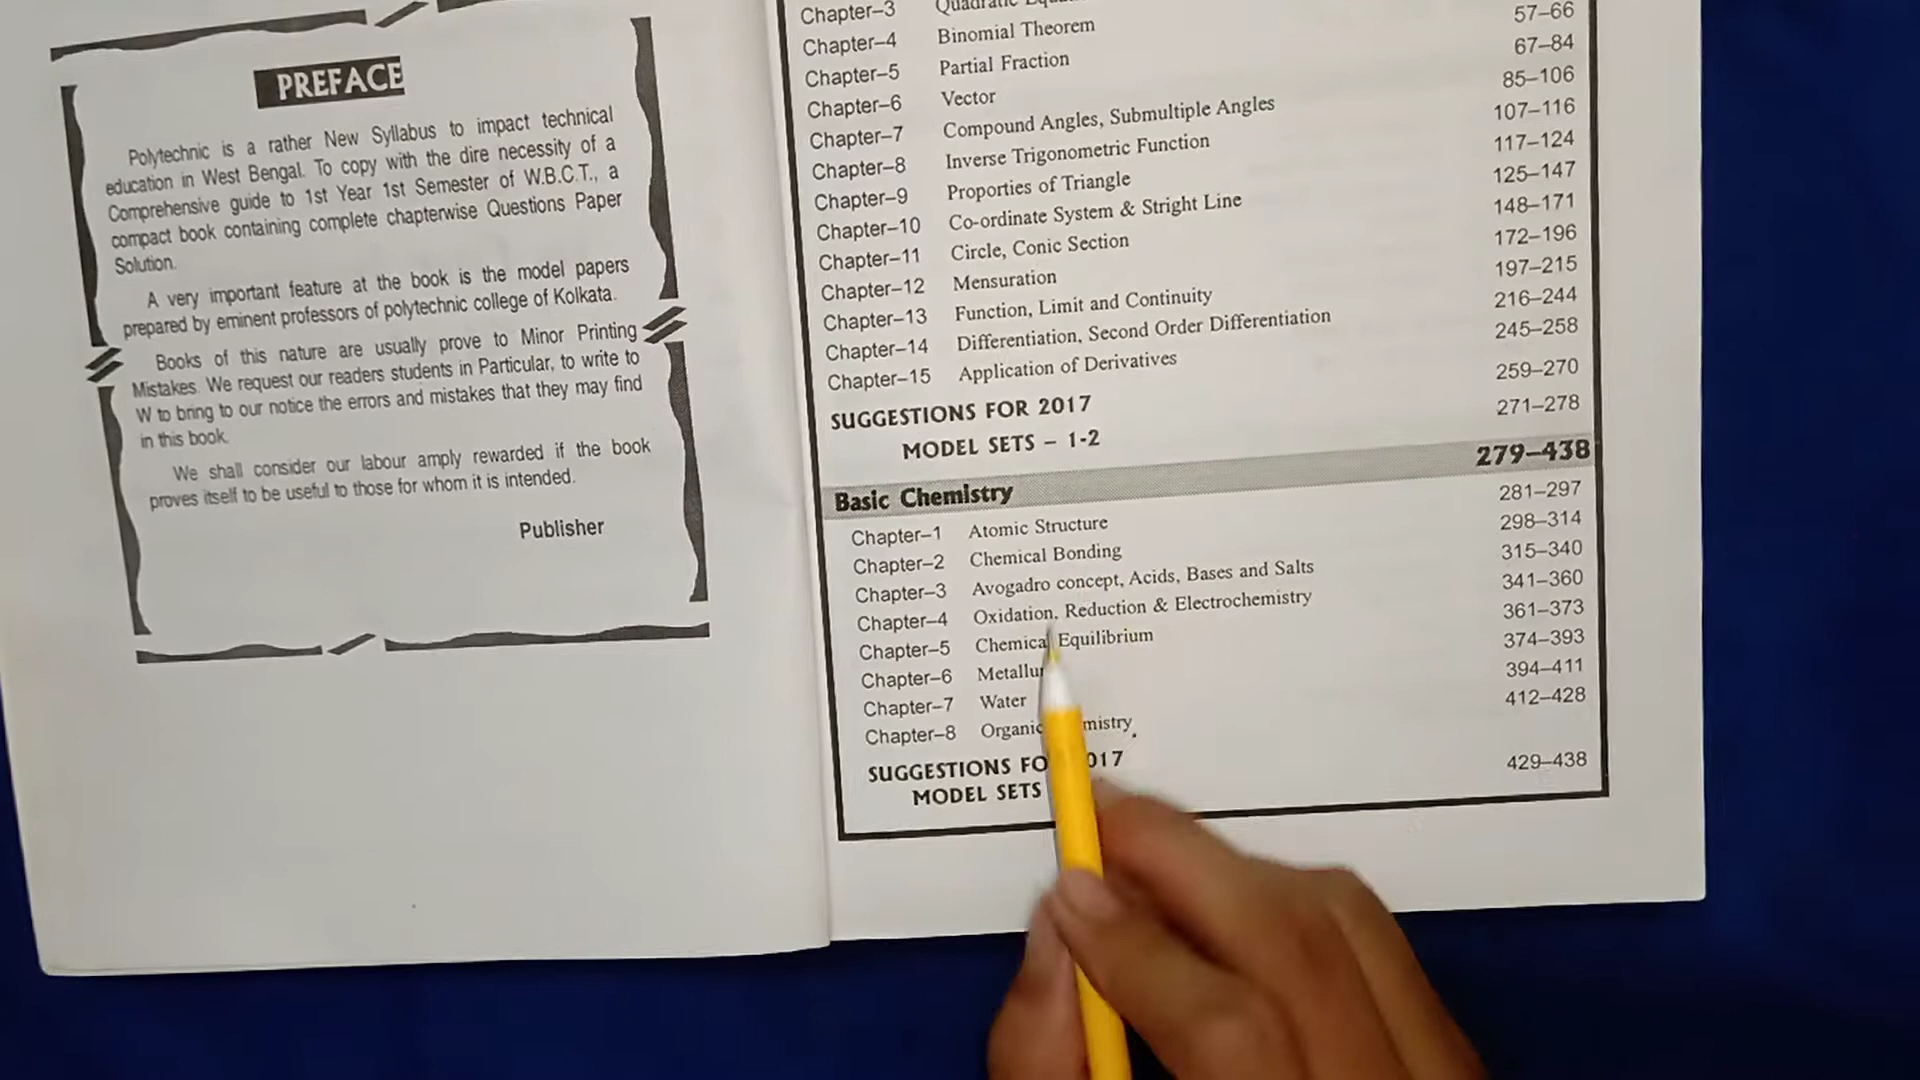 PREFACE
Polytechnic is a rather New Syllabus to impact technical
education in West Bengal. To copy with the dire necessity of a
Comprehensive guide to 1st Year 1st Semester of W.B.C.T., a
compact book containing complete chapterwise Questions Paper
Solution.
A very important feature at the book is the model papers
prepared by eminent professors of polytechnic college of Kolkata.
Books of this nature are usually prove to Minor Printing
Mistakes. We request our readers students in Particular, to write to
W to bring to our notice the errors and mistakes that they may find
in this book.
We shall consider our labour amply rewarded if the book
proves itself to be useful to those for whom it is intended.
Publisher
Chapter–3 Quadratic
Chapter–4 Binomial Theorem 57–66
Chapter–5 Partial Fraction 67–84
Chapter–6 Vector 85–106
Chapter–7 Compound Angles, Submultiple Angles 107–116
Chapter–8 Inverse Trigonometric Function 117–124
Chapter–9 Proporties of Triangle 125–147
Chapter–10 Co-ordinate System & Stright Line 148–171
Chapter–11 Circle, Conic Section 172–196
Chapter–12 Mensuration 197–215
Chapter–13 Function, Limit and Continuity 216–244
Chapter–14 Differentiation, Second Order Differentiation 245–258
Chapter–15 Application of Derivatives 259–270
SUGGESTIONS FOR 2017 271–278
MODEL SETS – 1-2
Basic Chemistry 279–438
Chapter–1 Atomic Structure 281–297
Chapter–2 Chemical Bonding 298–314
Chapter–3 Avogadro concept, Acids, Bases and Salts 315–340
Chapter–4 Oxidation, Reduction & Electrochemistry 341–360
Chapter–5 Chemical Equilibrium 361–373
Chapter–6 374–393
Chapter–7 Water 394–411
Chapter–8 Organic 412–428
SUGGESTIONS 2017
MODEL SETS 429–438